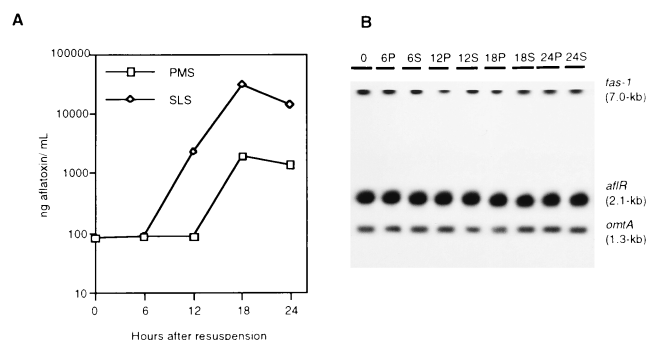 A
100000
10000
1000
100
10
ng aflatoxin/ mL
PMS
SLS
0 6 12 18 24
Hours after resuspension
B
0 6P 6S 12P 12S 18P 18S 24P 24S
fas-1
(7.0-kb)
aflR
(2.1-kb)
omtA
(1.3-kb)